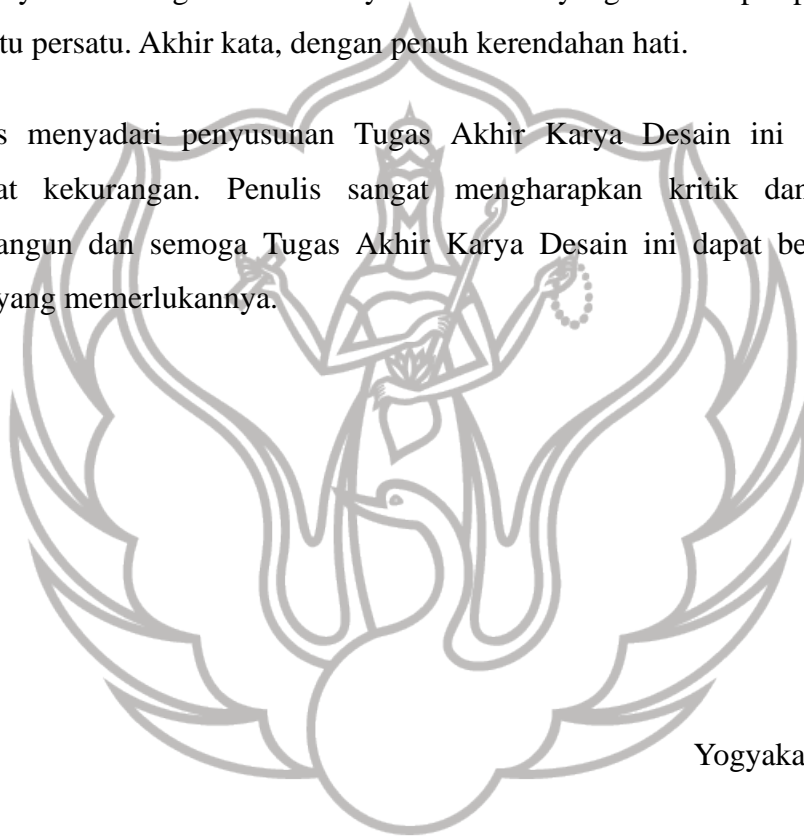 tu persatu. Akhir kata, dengan penuh kerendahan hati.
s menyadari penyusunan Tugas Akhir Karya Desain ini
at kekurangan. Penulis sangat mengharapkan kritik dan
angun dan semoga Tugas Akhir Karya Desain ini dapat be
yang memerlukannya.
Yogyaka